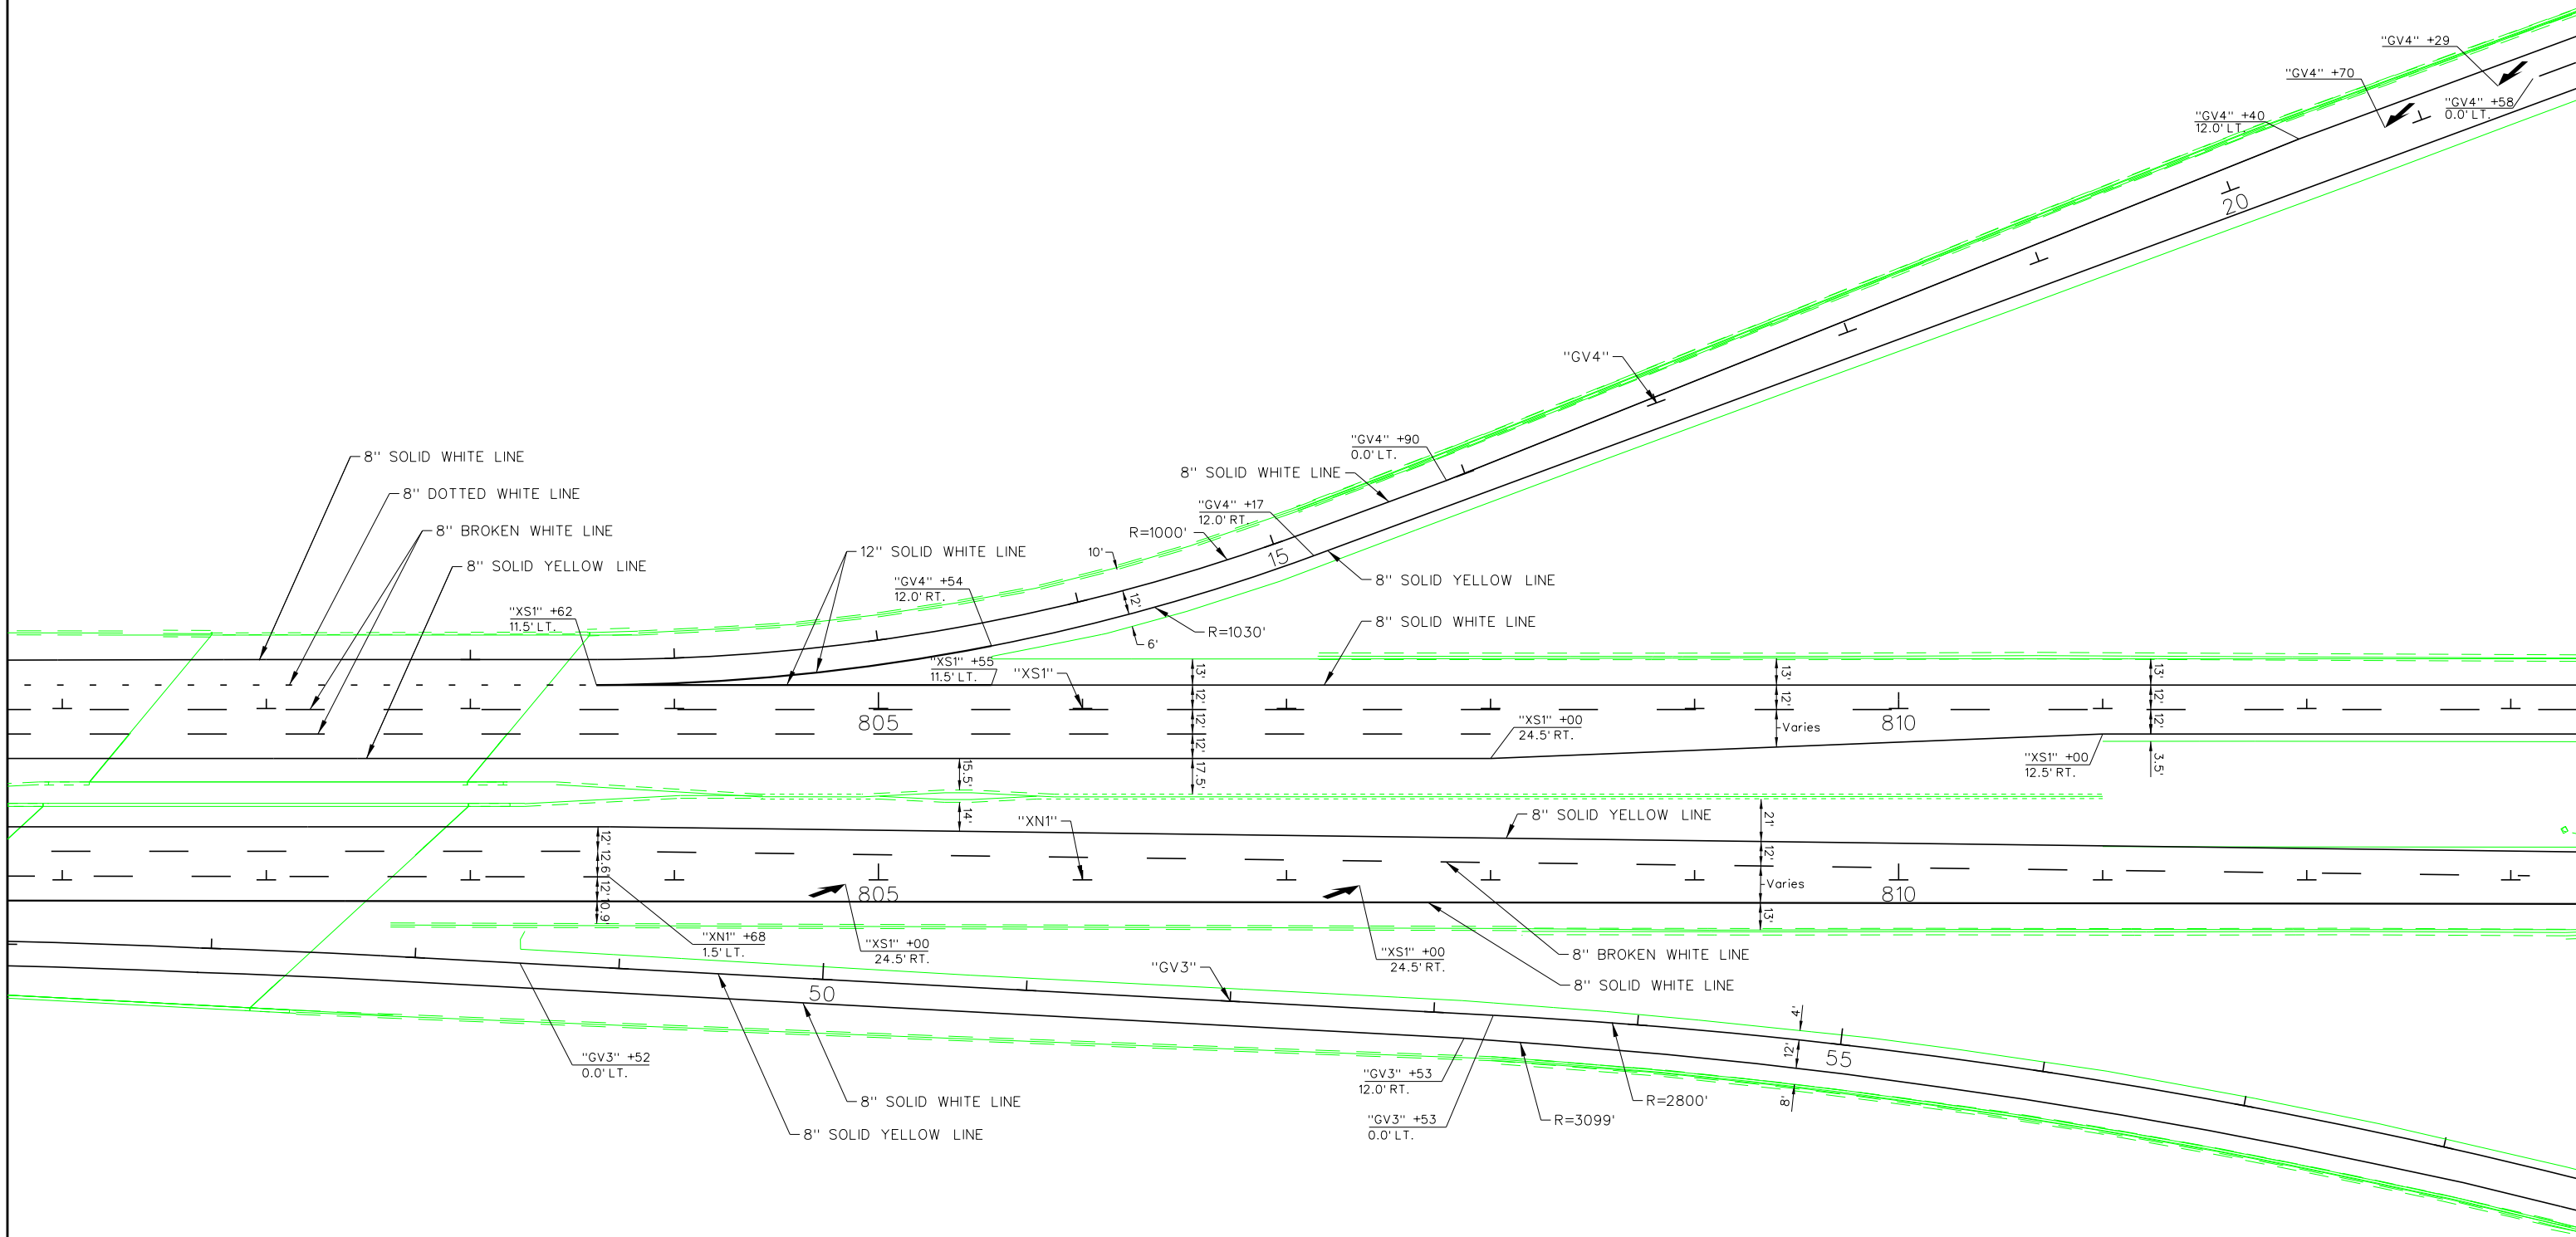 "GV4" +29
"GV4" +70
"GV4" +58
0.0' LT.
"GV4" +40
12.0' LT.
20
"GV4"
"GV4" +90
0.0' LT.
8" SOLID WHITE LINE
8" SOLID WHITE LINE
8" DOTTED WHITE LINE
"GV4" +17
12.0' RT.
R=1000'
8" BROKEN WHITE LINE
12" SOLID WHITE LINE
10'
15
8" SOLID YELLOW LINE
8" SOLID YELLOW LINE
"GV4" +54
12.0' RT.
12'
"XS1" +62
11.5' LT.
R=1030'
8" SOLID WHITE LINE
6'
"XS1" +55
11.5' LT.
"XS1"
13'
12'
12'
12'
17.5'
13'
12'
Varies
13'
12'
12'
3.5'
805
810
"XS1" +00
24.5' RT.
"XS1" +00
12.5' RT.
15.5'
14'
"XN1"
8" SOLID YELLOW LINE
21'
12'
Varies
13'
12'
12.6'
12'
10.9'
805
810
"XN1" +68
1.5' LT.
"XS1" +00
24.5' RT.
"XS1" +00
24.5' RT.
8" BROKEN WHITE LINE
"GV3"
8" SOLID WHITE LINE
50
4'
12'
55
8'
"GV3" +52
0.0' LT.
"GV3" +53
12.0' RT.
8" SOLID WHITE LINE
R=2800'
"GV3" +53
0.0' LT.
R=3099'
8" SOLID YELLOW LINE